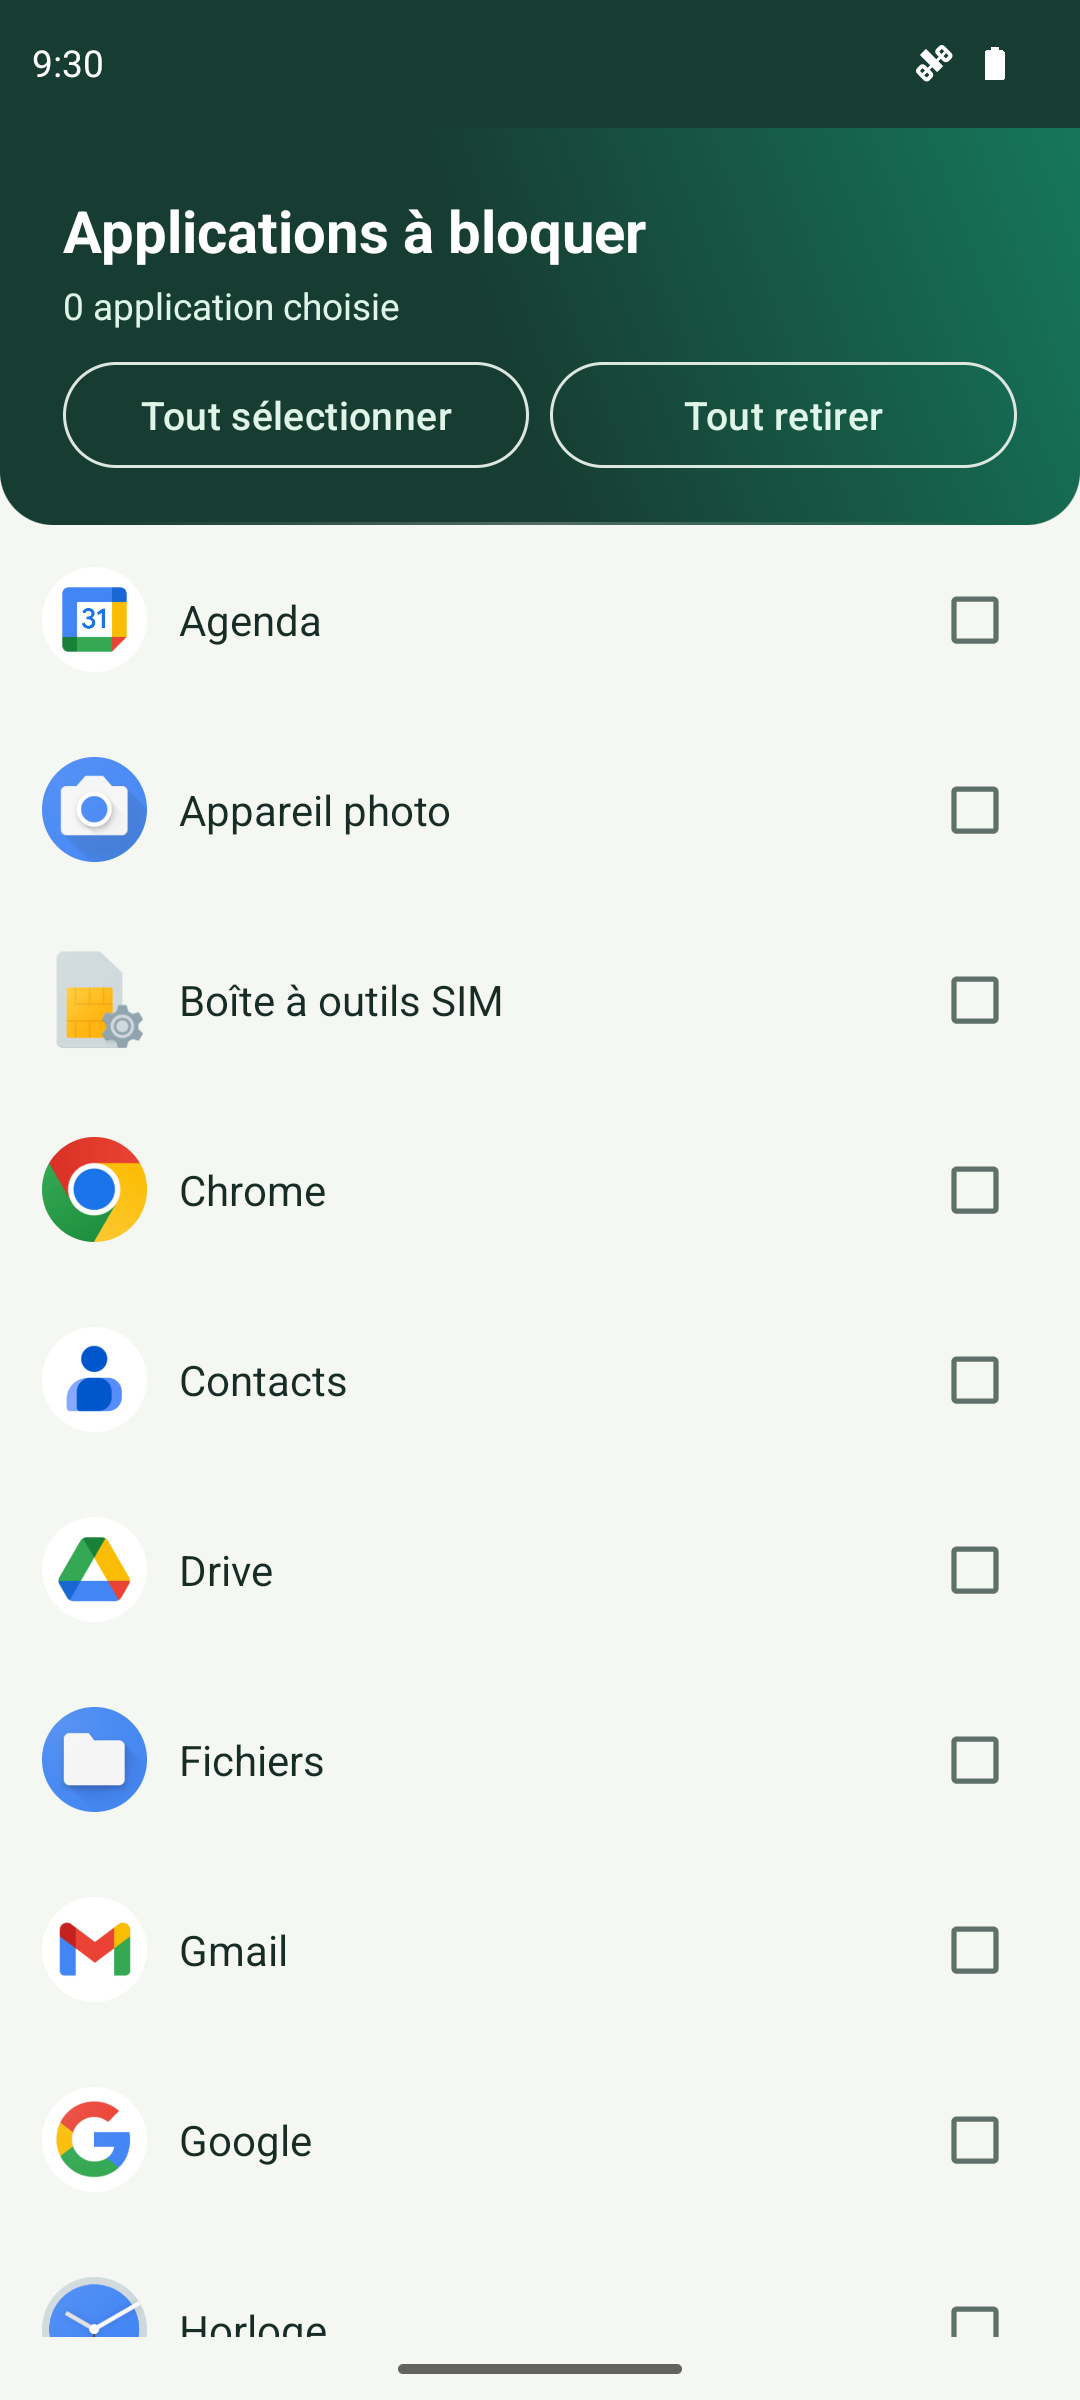 9:30
Applications à bloquer
0 application choisie
Tout sélectionner
Tout retirer
31
Agenda
Appareil photo
Boîte à outils SIM
Chrome
Contacts
Drive
Fichiers
Gmail
Google
Horloge